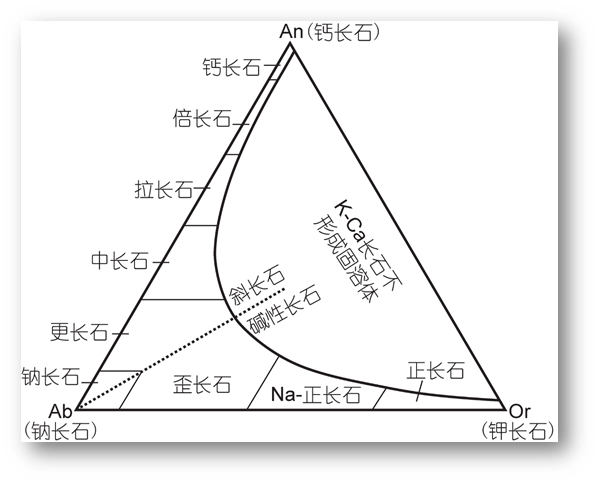 An(钙长石)
钙长石
倍长石
拉长石
K-Ca长石不
形成固溶体
中长石
斜长石
碱性长石
更长石
正长石
钠长石
歪长石
Na-正长石
Ab
Or
(钠长石)
(钾长石)